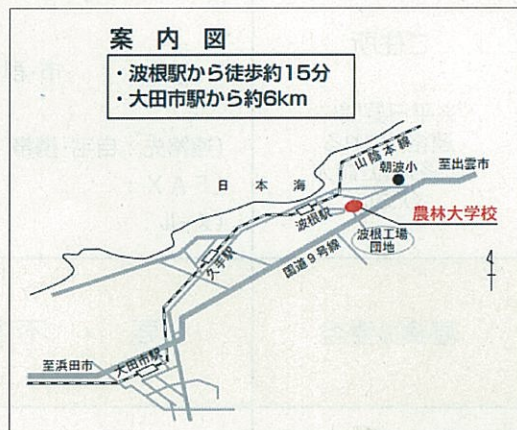 案内図
・波根駅から徒歩約15分
・大田市駅から約6km
山陰本線
朝波小
至出雲市
日本海
波根駅
農林大学校
波根工場
団地
久手駅
国道9号線
至浜田市
大田市駅